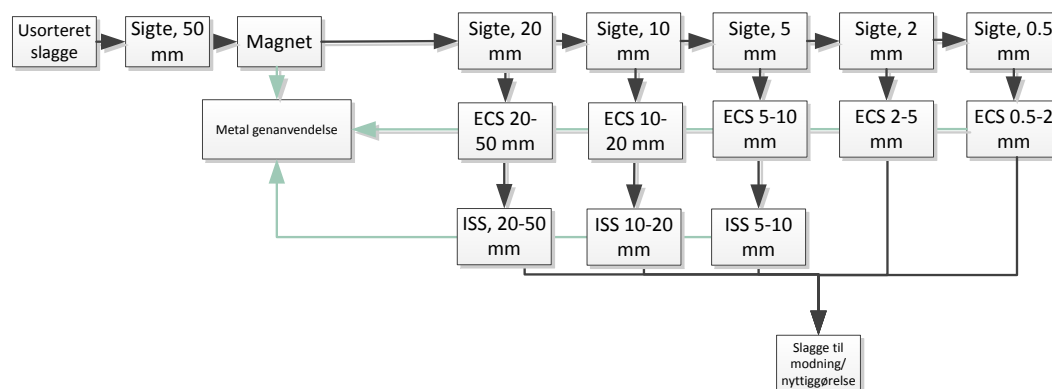 Usorteret
slagge
Sigte, 50
mm
Magnet
Sigte, 20
mm
Sigte, 10
mm
Sigte, 5
mm
Sigte, 2
mm
Sigte, 0.5
mm
Metal genanvendelse
ECS 20-
50 mm
ECS 10-
20 mm
ECS 5-10
mm
ECS 2-5
mm
ECS 0.5-2
mm
ISS, 20-50
mm
ISS 10-20
mm
ISS 5-10
mm
Slagge til
modning/
nyttiggørelse